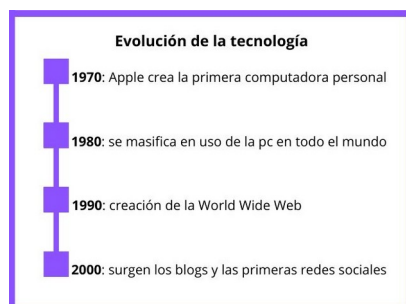 Evolución de la tecnología
1970: Apple crea la primera computadora personal
1980: se masifica en uso de la pc en todo el mundo
1990: creación de la World Wide Web
2000: surgen los blogs y las primeras redes sociales